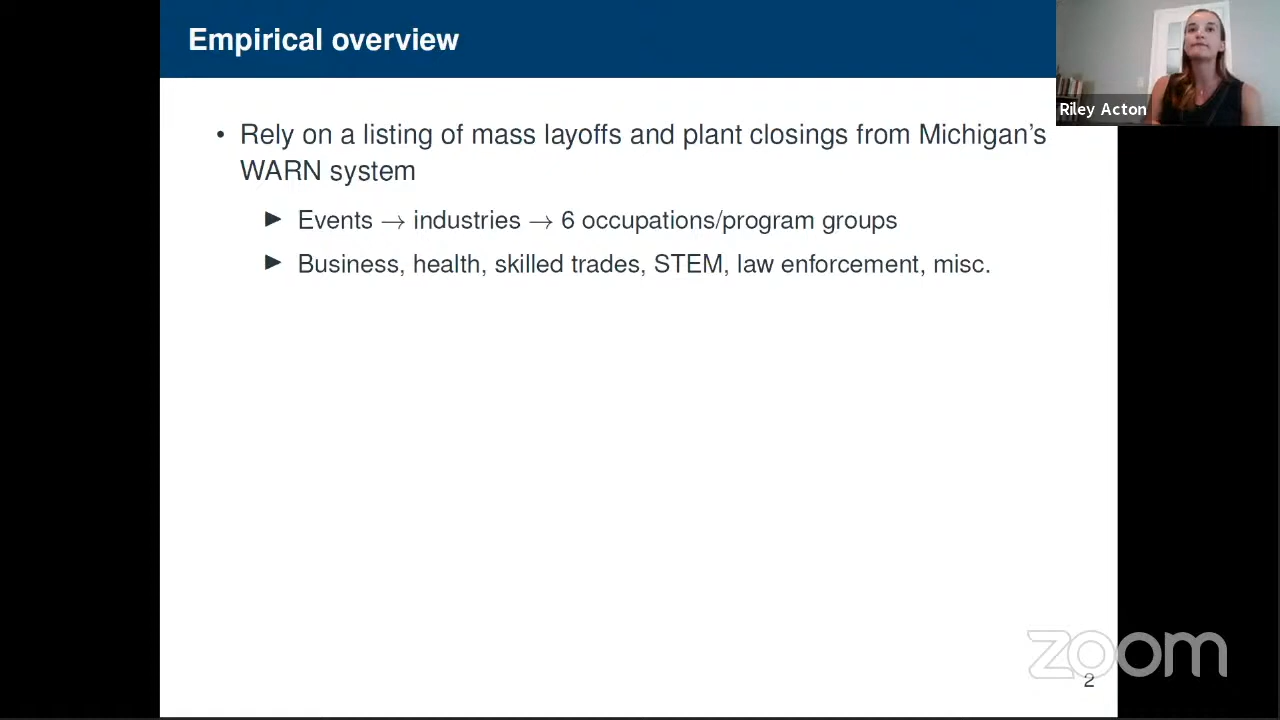 Empirical overview
Riley Acton
• Rely on a listing of mass layoffs and plant closings from Michigan's
WARN system
▶ Events → industries → 6 occupations/program groups
▶ Business, health, skilled trades, STEM, law enforcement, misc.
zoom
2